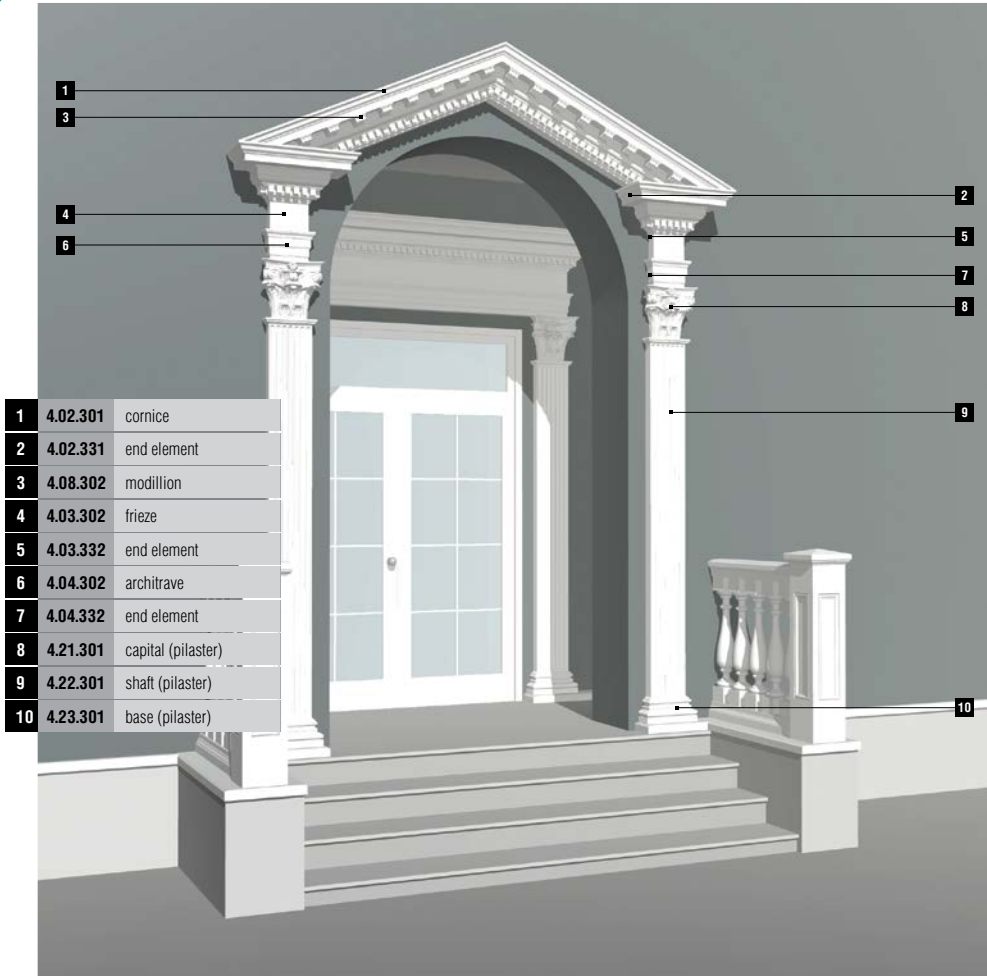 1
3
2
4
5
6
7
8
1 4.02.301 cornice
2 4.02.331 end element
3 4.08.302 modillion
4 4.03.302 frieze
5 4.03.332 end element
6 4.04.302 architrave
7 4.04.332 end element
8 4.21.301 capital (pilaster)
9 4.22.301 shaft (pilaster)
10 4.23.301 base (pilaster)
9
10